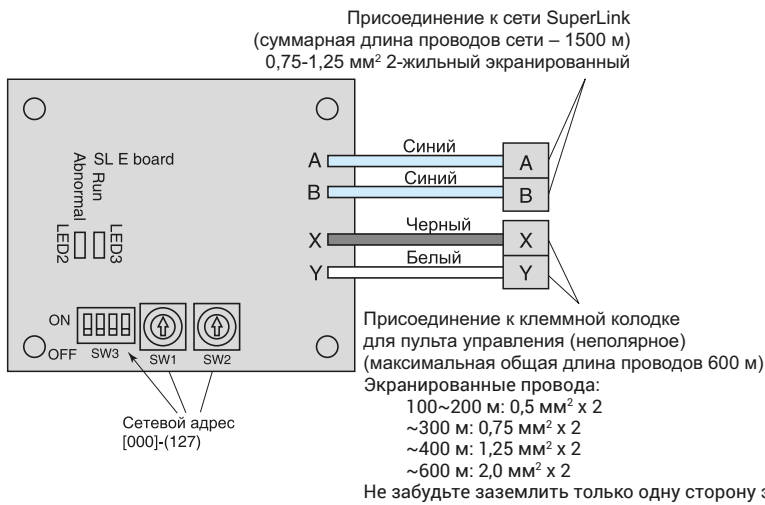 Присоединение к сети SuperLink
(суммарная длина проводов сети – 1500 м)
0,75-1,25 мм² 2-жильный экранированный
SL E board
Abnormal
Run
LED2
LED3
A
Синий
A
B
Синий
B
X
Черный
X
Y
Белый
Y
ON
OFF
SW3
SW1
SW2
Сетевой адрес
[000]-(127)
Присоединение к клеммной колодке
для пульта управления (неполярное)
(максимальная общая длина проводов 600 м)
Экранированные провода:
100~200 м: 0,5 мм² x 2
~300 м: 0,75 мм² x 2
~400 м: 1,25 мм² x 2
~600 м: 2,0 мм² x 2
Не забудьте заземлить только одну сторону